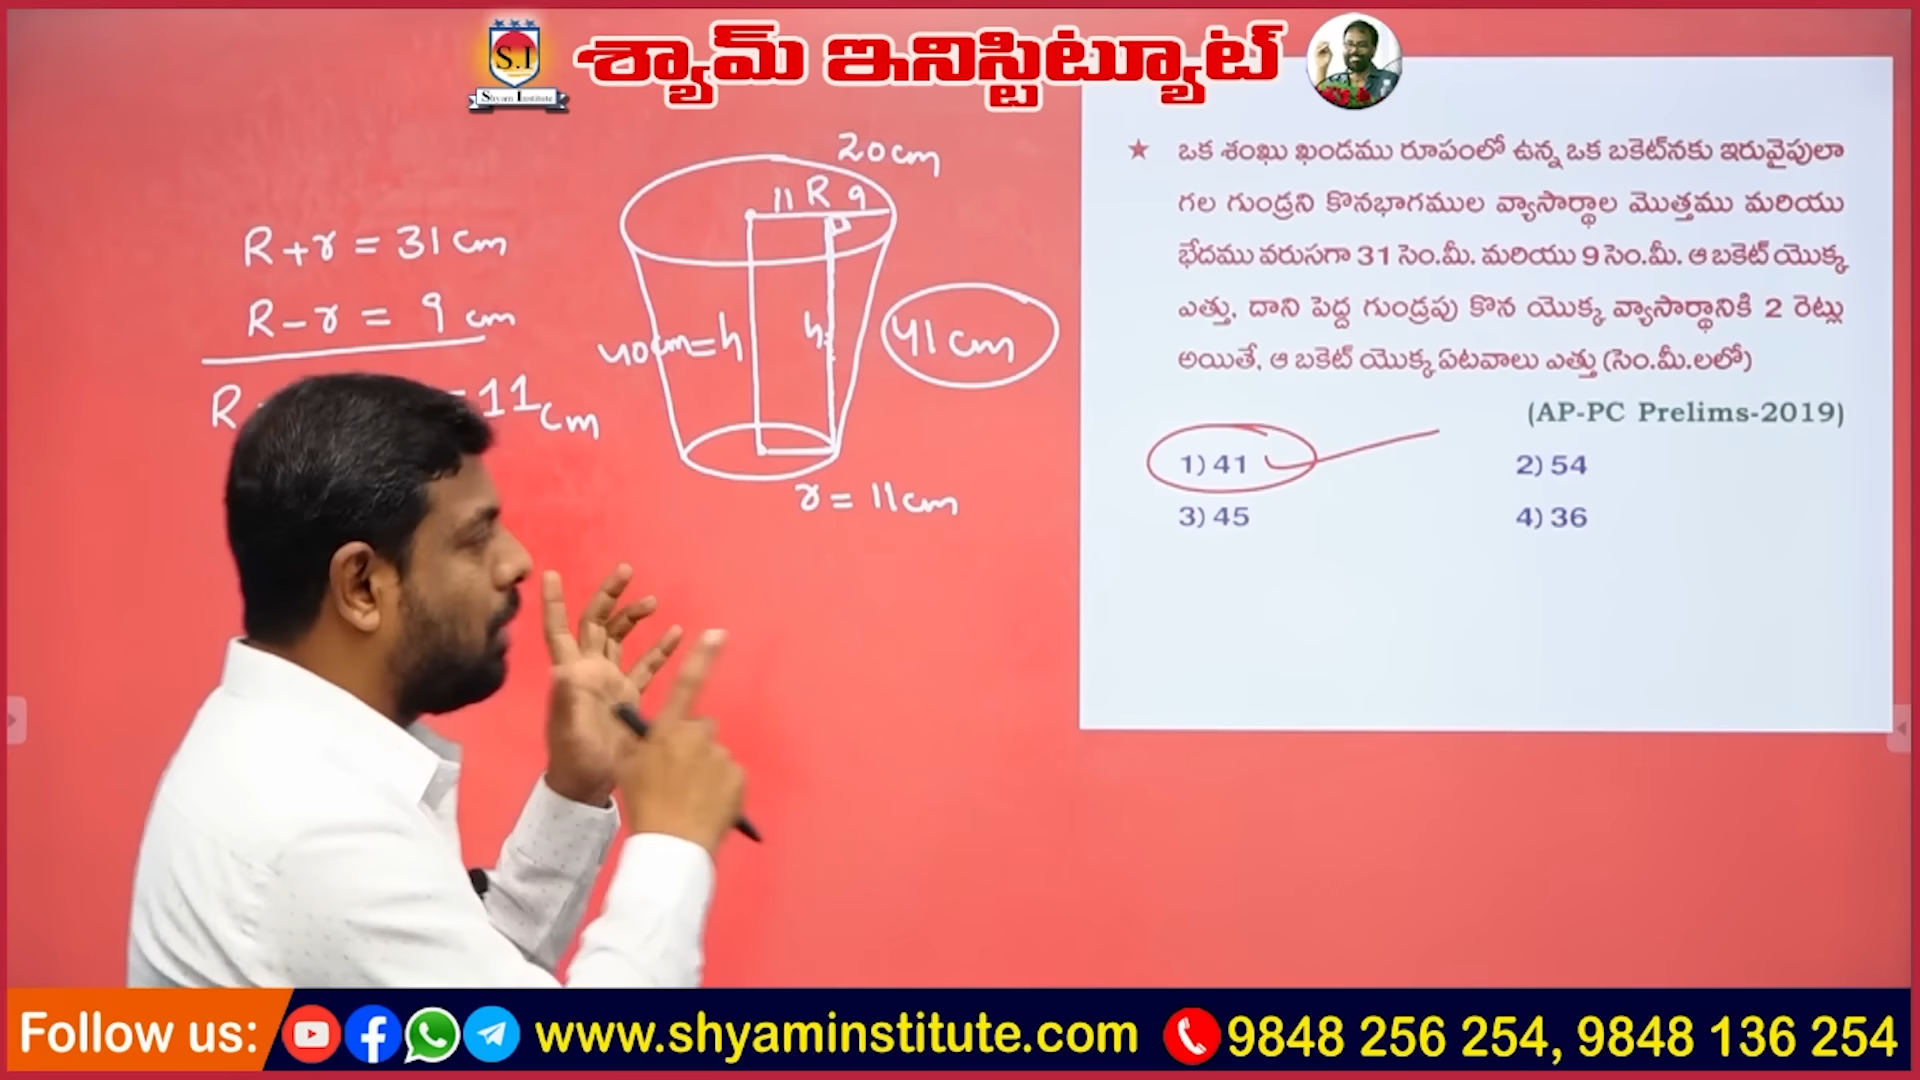 S.I
Shyam Institute
శ్యామ్ ఇనిస్టిట్యూట్
R+r = 31 cm
R-r = 9 cm
R
=11 cm
20cm
11 R 9
40cm=h
h
41 cm
r = 11cm
★ ఒక శంఖు ఖండము రూపంలో ఉన్న ఒక బకెట్‌నకు ఇరువైపులా
గల గుండ్రని కొనభాగముల వ్యాసార్థాల మొత్తము మరియు
భేదము వరుసగా 31 సెం.మీ. మరియు 9 సెం.మీ. ఆ బకెట్ యొక్క
ఎత్తు, దాని పెద్ద గుండ్రపు కొన యొక్క వ్యాసార్థానికి 2 రెట్లు
అయితే, ఆ బకెట్ యొక్క ఏటవాలు ఎత్తు (సెం.మీ.లలో)
(AP-PC Prelims-2019)
1) 41 2) 54
3) 45 4) 36
Follow us: www.shyaminstitute.com 9848 256 254, 9848 136 254